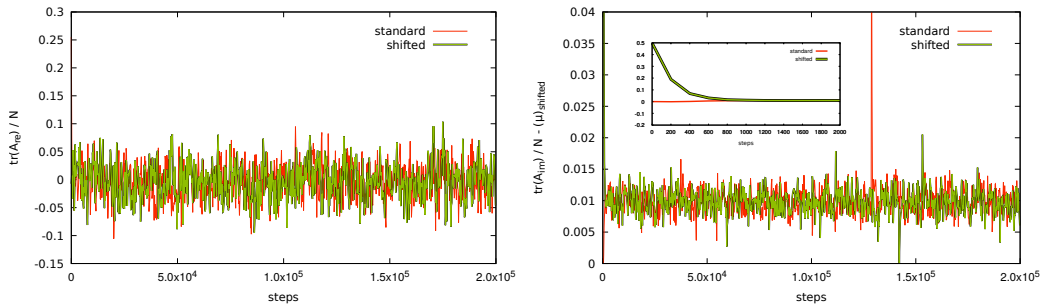 0.3
0.25
0.2
0.15
0.1
0.05
0
-0.05
-0.1
-0.15
tr(A_re) / N
standard
shifted
0
5.0x10^4
1.0x10^5
1.5x10^5
2.0x10^5
steps
0.04
0.035
0.030
0.025
0.020
0.015
0.010
0.005
0
tr(A_im) / N - (μ)_shifted
standard
shifted
0.5
0.4
0.3
0.2
0.1
0
-0.1
-0.2
standard
shifted
0 200 400 600 800 1000 1200 1400 1600 1800 2000
steps
0
5.0x10^4
1.0x10^5
1.5x10^5
2.0x10^5
steps